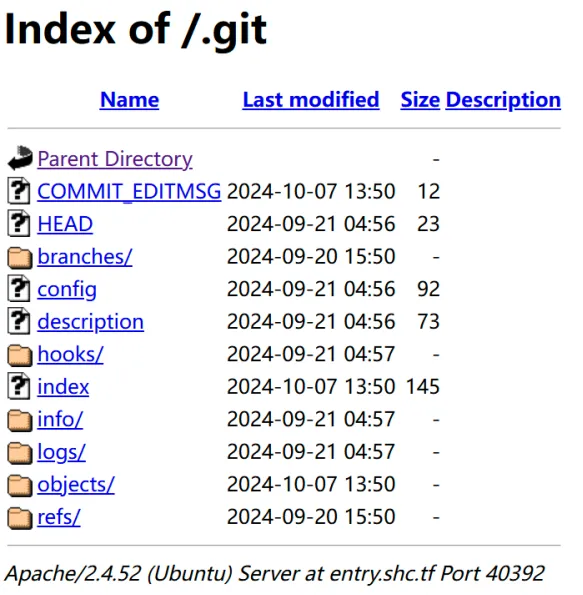 Index of /.git
Name Last modified Size Description
Parent Directory -
COMMIT_EDITMSG 2024-10-07 13:50 12
HEAD 2024-09-21 04:56 23
branches/ 2024-09-20 15:50 -
config 2024-09-21 04:56 92
description 2024-09-21 04:56 73
hooks/ 2024-09-21 04:57 -
index 2024-10-07 13:50 145
info/ 2024-09-21 04:57 -
logs/ 2024-09-21 04:57 -
objects/ 2024-10-07 13:50 -
refs/ 2024-09-20 15:50 -
Apache/2.4.52 (Ubuntu) Server at entry.shc.tf Port 40392